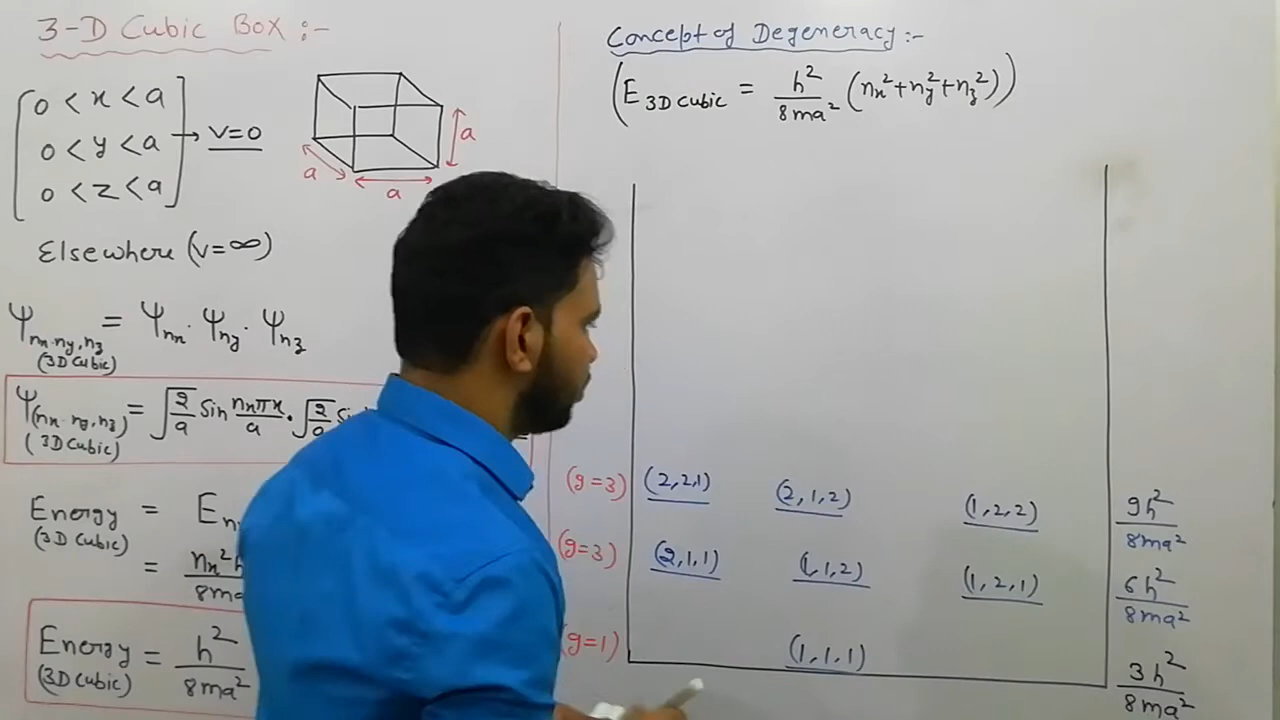 3-D Cubic Box :-
0 < x < a
0 < y < a
0 < z < a
→ V=0
a
a
a
Elsewhere (V=∞)
Ψnx.ny,nz = Ψnx. Ψny. Ψnz
(3D Cubic)
Ψ(nx.ny,nz) = √2/a Sin nxπx/a . √2/a
(3D Cubic)
Energy = En
(3D Cubic)
= nx²h
8ma
Energy = h²/8ma²
(3D Cubic)
Concept of Degeneracy :-
(E3D Cubic = h²/8ma² (nx²+ny²+nz²))
(g=3) (2,2,1) (2,1,2) (1,2,2) 9h²/8ma²
(g=3) (2,1,1) (1,1,2) (1,2,1) 6h²/8ma²
(g=1) (1,1,1) 3h²/8ma²